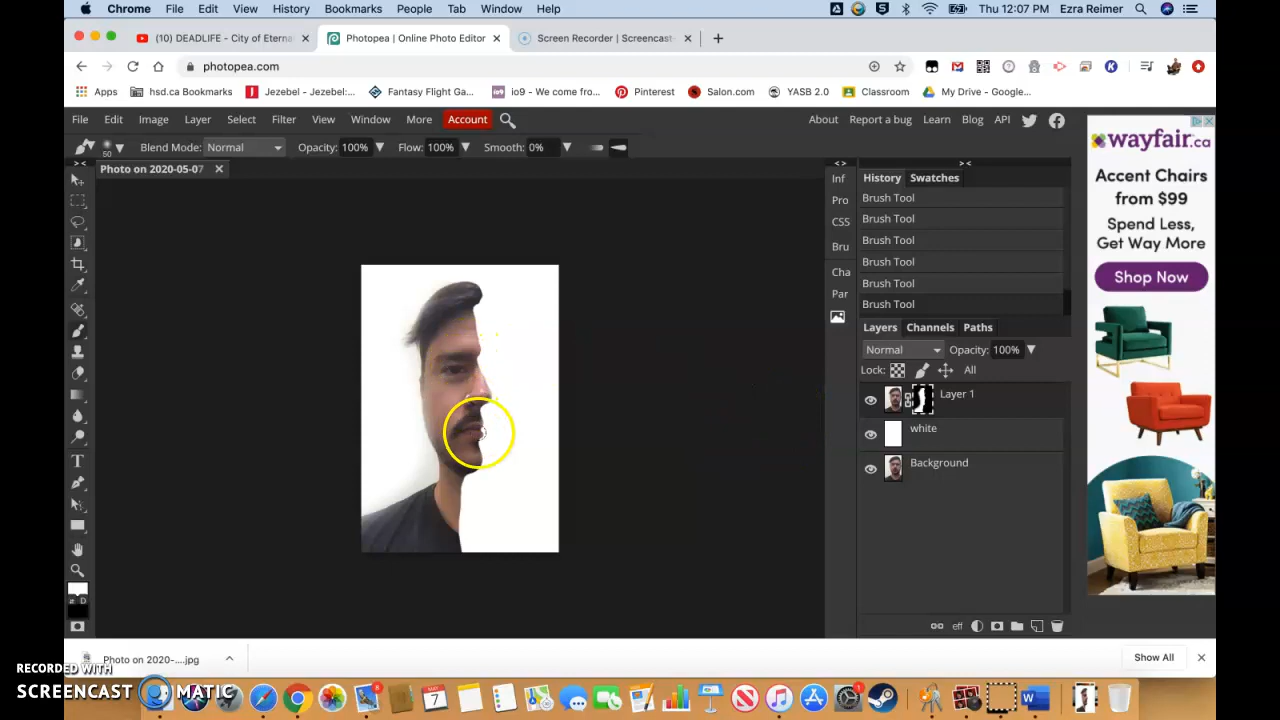 Chrome File Edit View History Bookmarks People Tab Window Help Thu 12:07 PM Ezra Reimer
(10) DEADLIFE - City of Eterna Photopea | Online Photo Editor Screen Recorder | Screencast-
photopea.com
Apps hsd.ca Bookmarks Jezebel - Jezebel:... Fantasy Flight Ga... io9 - We come fro... Pinterest Salon.com YASB 2.0 Classroom My Drive - Google...
File Edit Image Layer Select Filter View Window More Account About Report a bug Learn Blog API
50 Blend Mode: Normal Opacity: 100% Flow: 100% Smooth: 0%
Photo on 2020-05-07
Inf
Pro
CSS
Bru
Cha
Par
History Swatches
Brush Tool
Brush Tool
Brush Tool
Brush Tool
Brush Tool
Brush Tool
Layers Channels Paths
Normal Opacity: 100%
Lock: All
Layer 1
white
Background
eff
wayfair.ca
Accent Chairs
from $99
Spend Less,
Get Way More
Shop Now
Photo on 2020-....jpg Show All
RECORDED WITH
SCREENCAST MATIC